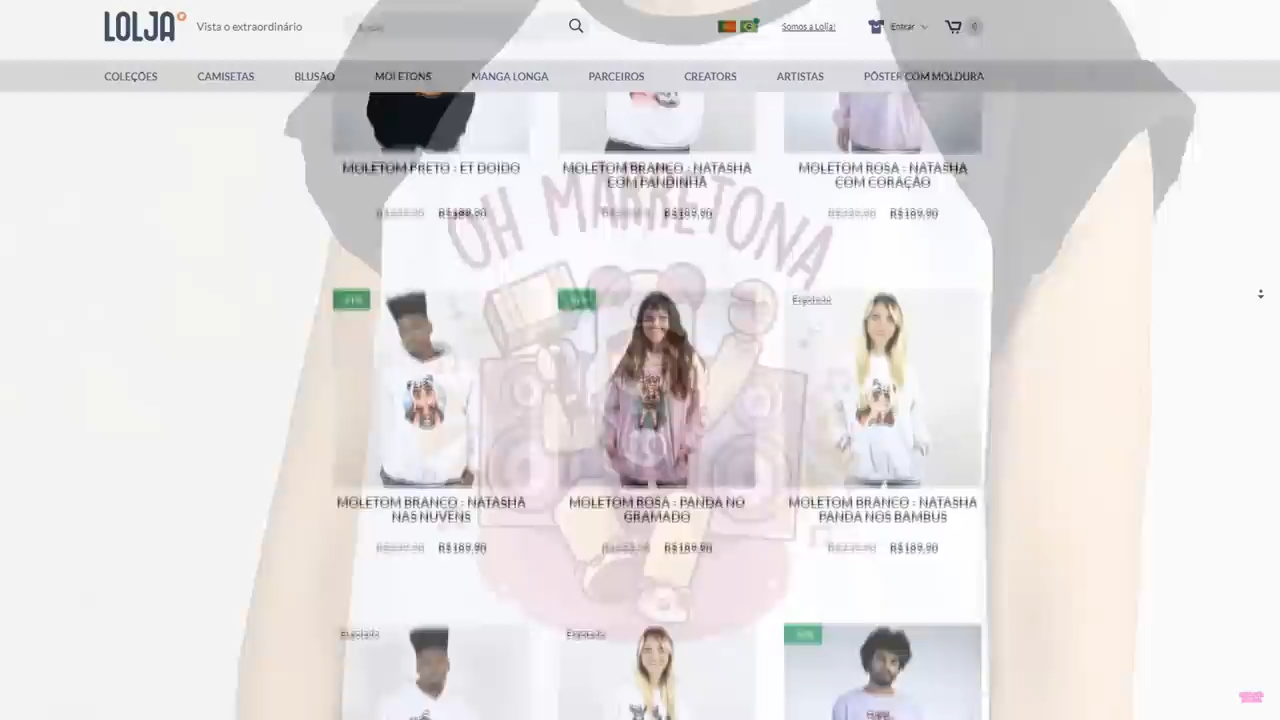 LOLJA
Vista o extraordinário
Somos a Lolja!
Entrar
0
COLEÇÕES
CAMISETAS
BLUSÃO
MOLETONS
MANGA LONGA
PARCEIROS
CREATORS
ARTISTAS
PÔSTER COM MOLDURA
MOLETOM PRETO - ET DOIDO
MOLETOM BRANCO - NATASHA
COM PANDINHA
MOLETOM ROSA - NATASHA
COM CORAÇÃO
R$189,90
R$189,90
R$189,90
OH MARRETONA
Esgotado
MOLETOM BRANCO - NATASHA
NAS NUVENS
MOLETOM ROSA - PANDA NO
GRAMADO
MOLETOM BRANCO - NATASHA
PANDA NOS BAMBUS
R$189,90
R$189,90
R$189,90
Esgotado
Esgotado